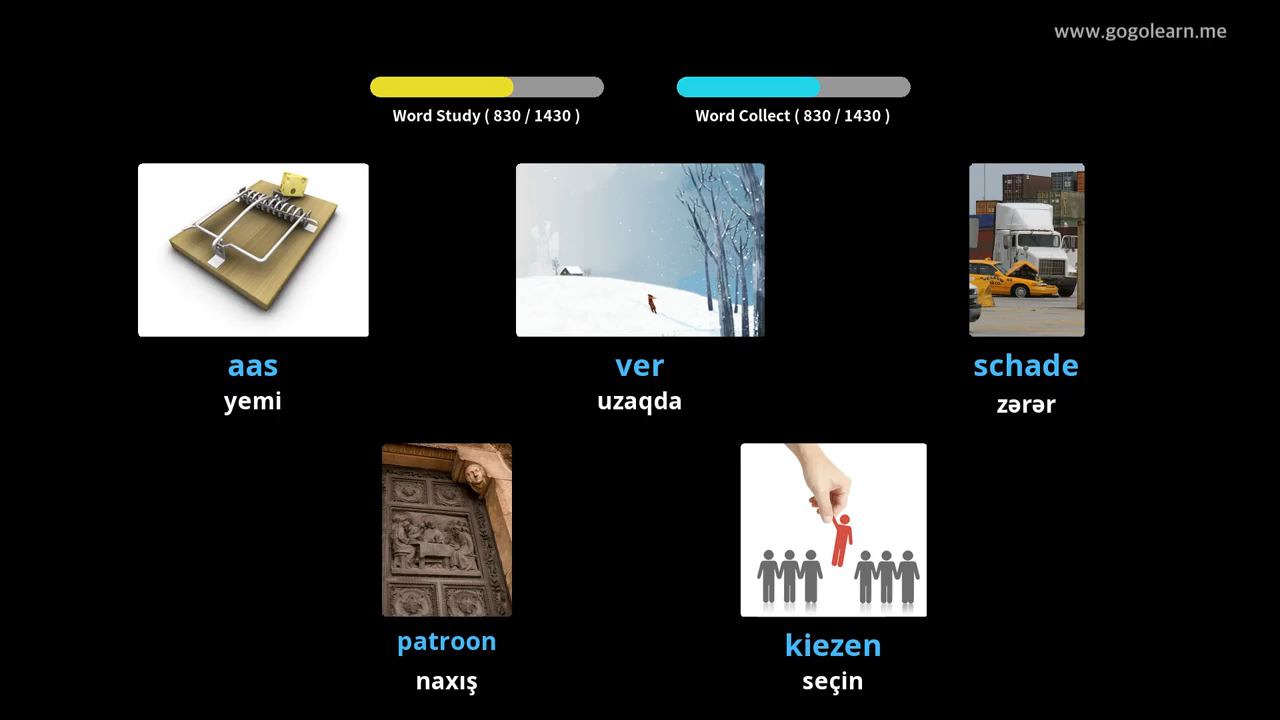 www.gogolearn.me
Word Study ( 830 / 1430 )
Word Collect ( 830 / 1430 )
aas
yemi
ver
uzaqda
schade
zərər
patroon
naxış
kiezen
seçin